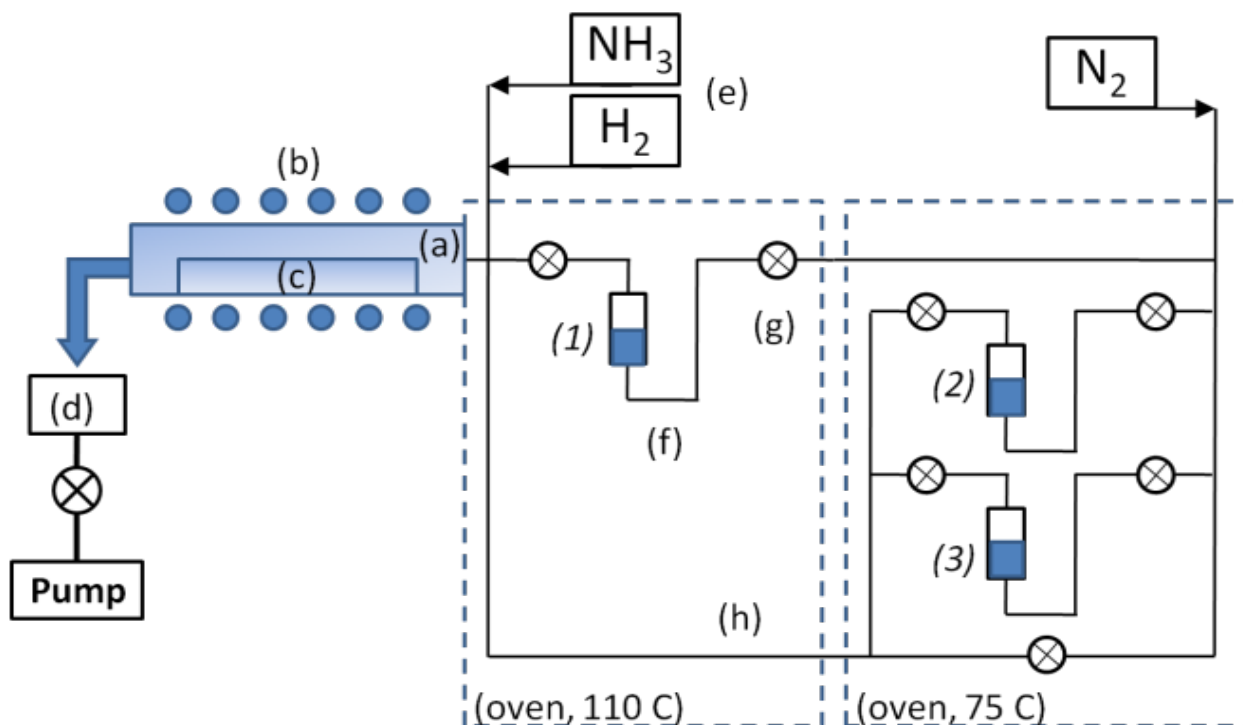 NH₃
(e)
H₂
N₂
(b)
(a)
(c)
(1)
(g)
(2)
(d)
(f)
(3)
Pump
(h)
(oven, 110 C)
(oven, 75 C)